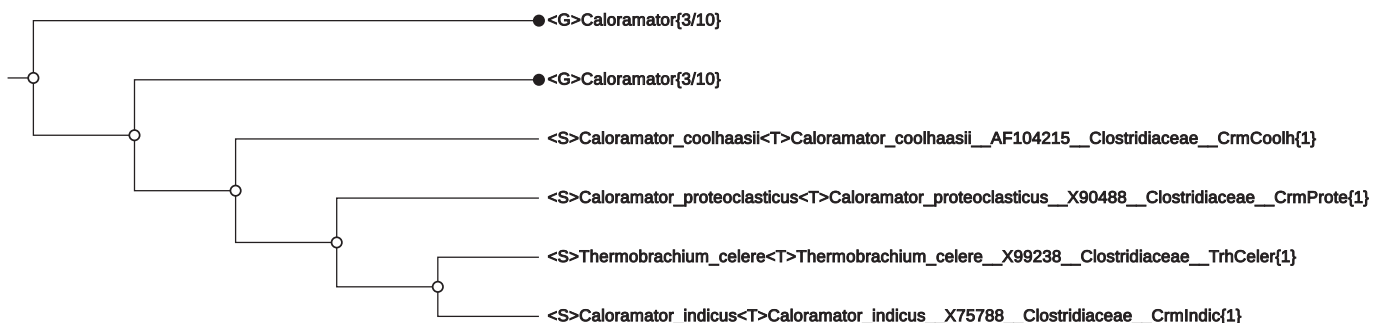 <G>Caloramator{3/10}
<G>Caloramator{3/10}
<S>Caloramator_coolhaasii<T>Caloramator_coolhaasii__AF104215__Clostridiaceae__CrmCoolh{1}
<S>Caloramator_proteoclasticus<T>Caloramator_proteoclasticus__X90488__Clostridiaceae__CrmProte{1}
<S>Thermobrachium_celere<T>Thermobrachium_celere__X99238__Clostridiaceae__TrhCeler{1}
<S>Caloramator_indicus<T>Caloramator_indicus__X75788__Clostridiaceae__CrmIndic{1}